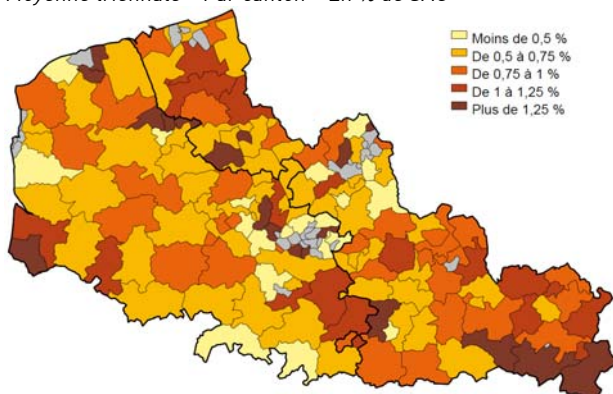 Moyenne triennale – Par canton – En % de SAU
Moins de 0,5 %
De 0,5 à 0,75 %
De 0,75 à 1 %
De 1 à 1,25 %
Plus de 1,25 %